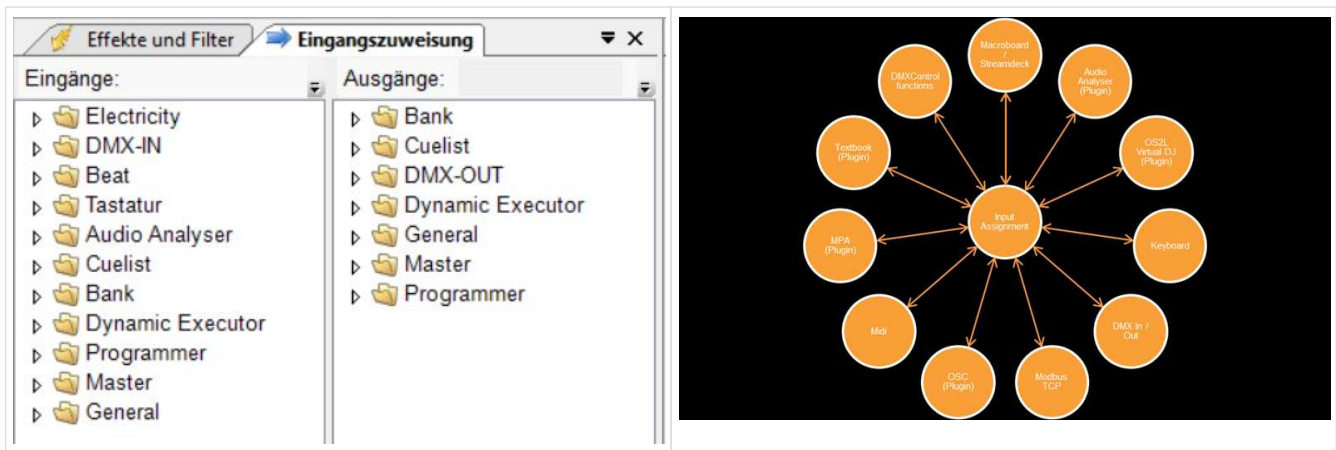 Effekte und Filter
Eingangszuweisung
Eingänge:
Electricity
DMX-IN
Beat
Tastatur
Audio Analyser
Cuelist
Bank
Dynamic Executor
Programmer
Master
General
Ausgänge:
Bank
Cuelist
DMX-OUT
Dynamic Executor
General
Master
Programmer
Macroboard
/
Streamdeck
Audio
Analyser
(Plugin)
OS2L
Virtual DJ
(Plugin)
Keyboard
DMX In /
Out
Modbus
TCP
OSC
(Plugin)
Midi
MPA
(Plugin)
Textbook
(Plugin)
DMXControl
functions
Input
Assignment